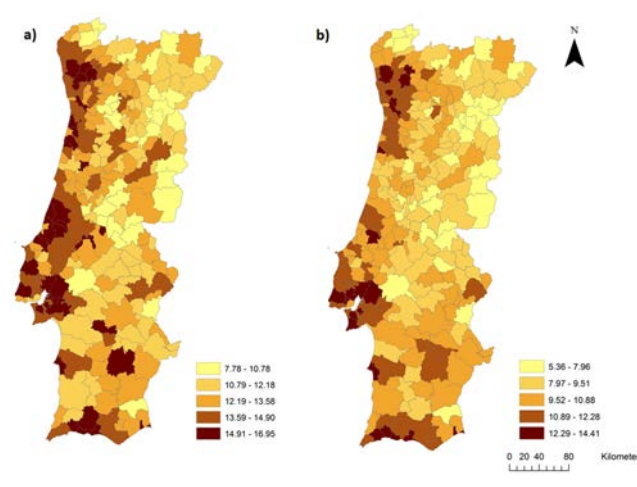 a)
b)
N
7.78 - 10.78
10.79 - 12.18
12.19 - 13.58
13.59 - 14.90
14.91 - 16.95
5.36 - 7.96
7.97 - 9.51
9.52 - 10.88
10.89 - 12.28
12.29 - 14.41
0 20 40 80 Kilomete